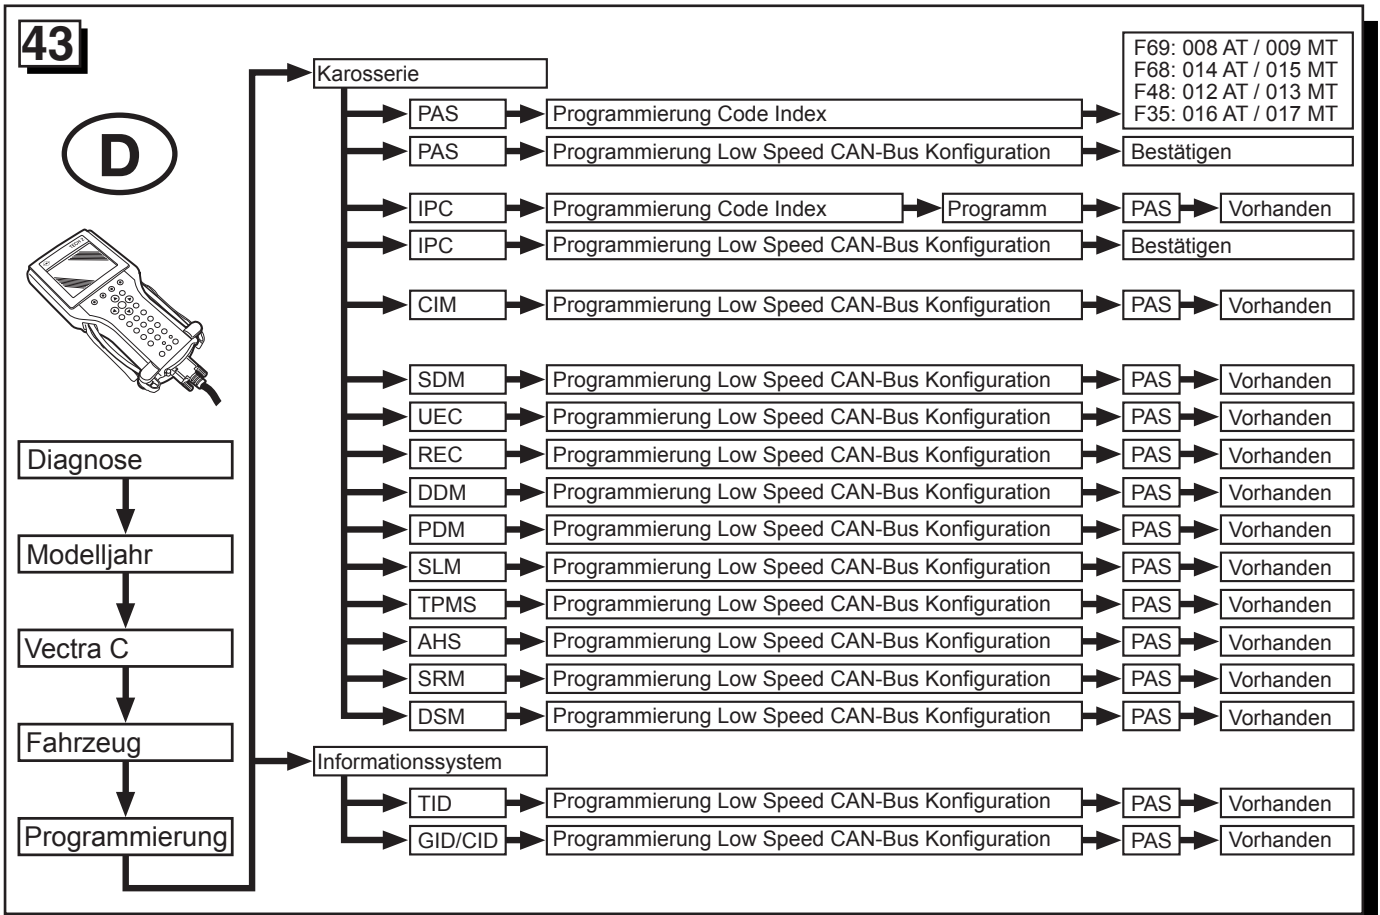 43
D
TECH 2
Diagnose
Modelljahr
Vectra C
Fahrzeug
Programmierung
Karosserie
F69: 008 AT / 009 MT
F68: 014 AT / 015 MT
F48: 012 AT / 013 MT
F35: 016 AT / 017 MT
PAS Programmierung Code Index
PAS Programmierung Low Speed CAN-Bus Konfiguration Bestätigen
IPC Programmierung Code Index Programm PAS Vorhanden
IPC Programmierung Low Speed CAN-Bus Konfiguration Bestätigen
CIM Programmierung Low Speed CAN-Bus Konfiguration PAS Vorhanden
SDM Programmierung Low Speed CAN-Bus Konfiguration PAS Vorhanden
UEC Programmierung Low Speed CAN-Bus Konfiguration PAS Vorhanden
REC Programmierung Low Speed CAN-Bus Konfiguration PAS Vorhanden
DDM Programmierung Low Speed CAN-Bus Konfiguration PAS Vorhanden
PDM Programmierung Low Speed CAN-Bus Konfiguration PAS Vorhanden
SLM Programmierung Low Speed CAN-Bus Konfiguration PAS Vorhanden
TPMS Programmierung Low Speed CAN-Bus Konfiguration PAS Vorhanden
AHS Programmierung Low Speed CAN-Bus Konfiguration PAS Vorhanden
SRM Programmierung Low Speed CAN-Bus Konfiguration PAS Vorhanden
DSM Programmierung Low Speed CAN-Bus Konfiguration PAS Vorhanden
Informationssystem
TID Programmierung Low Speed CAN-Bus Konfiguration PAS Vorhanden
GID/CID Programmierung Low Speed CAN-Bus Konfiguration PAS Vorhanden